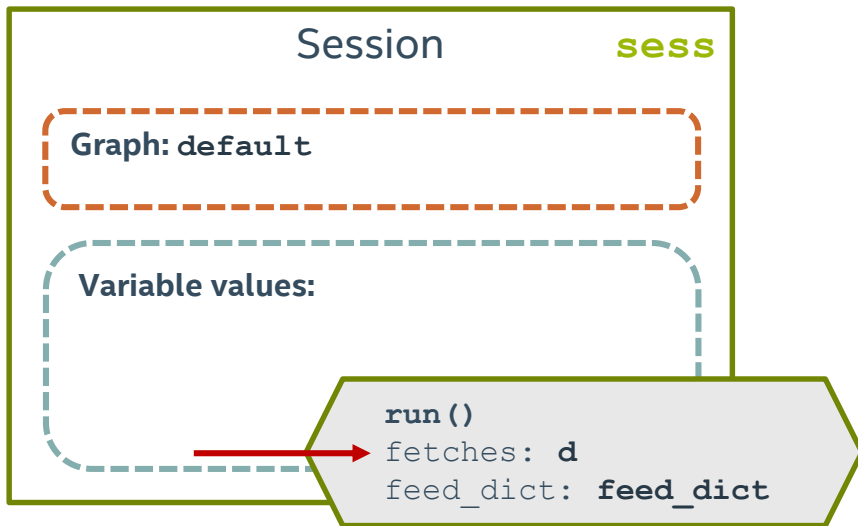 Session
sess
Graph: default
Variable values:
run()
fetches: d
feed_dict: feed_dict